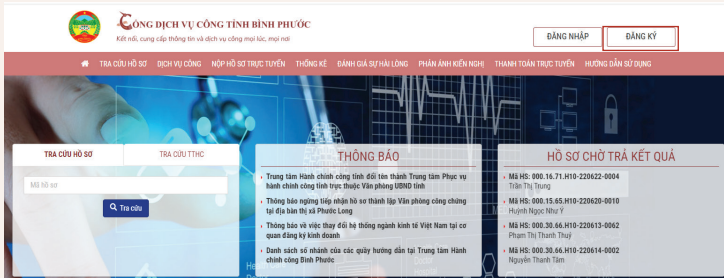 CỔNG DỊCH VỤ CÔNG TỈNH BÌNH PHƯỚC
Kết nối, cung cấp thông tin và dịch vụ công mọi lúc, mọi nơi
ĐĂNG NHẬP
ĐĂNG KÝ
TRA CỨU HỒ SƠ DỊCH VỤ CÔNG NỘP HỒ SƠ TRỰC TUYẾN THỐNG KÊ ĐÁNH GIÁ SỰ HÀI LÒNG PHẢN ÁNH KIẾN NGHỊ THANH TOÁN TRỰC TUYẾN HƯỚNG DẪN SỬ DỤNG
TRA CỨU HỒ SƠ
TRA CỨU TTHC
Mã hồ sơ
Tra cứu
THÔNG BÁO
Trung tâm Hành chính công tỉnh đổi tên thành Trung tâm Phục vụ
hành chính công tỉnh trực thuộc Văn phòng UBND tỉnh
Thông báo ngừng tiếp nhận hồ sơ thành lập Văn phòng công chứng
tại địa bàn thị xã Phước Long
Thông báo về việc thay đổi hệ thống ngành kinh tế Việt Nam tại cơ
quan đăng ký kinh doanh
Danh sách số nhánh của các quầy hướng dẫn tại Trung tâm Hành
chính công Bình Phước
HỒ SƠ CHỜ TRẢ KẾT QUẢ
Mã HS: 000.16.71.H10-220622-0004
Trần Thị Trung
Mã HS: 000.15.65.H10-220620-0010
Huỳnh Ngọc Như Ý
Mã HS: 000.30.66.H10-220613-0062
Phạm Thị Thanh Thuý
Mã HS: 000.30.66.H10-220614-0002
Nguyễn Thanh Tâm